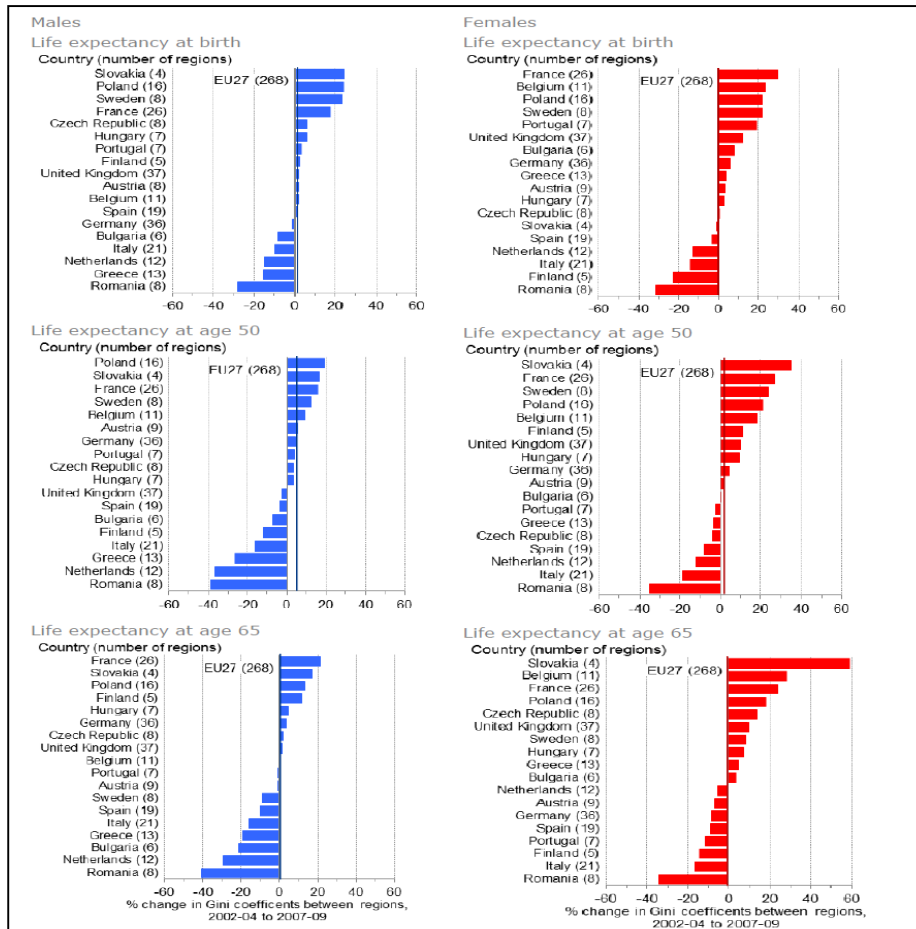 Males
Life expectancy at birth
Country (number of regions)
EU27 (268)
Slovakia (4)
Poland (16)
Sweden (8)
France (26)
Czech Republic (8)
Hungary (7)
Portugal (7)
Finland (5)
United Kingdom (37)
Austria (8)
Belgium (11)
Spain (19)
Germany (36)
Bulgaria (6)
Italy (21)
Netherlands (12)
Greece (13)
Romania (8)
-60 -40 -20 0 20 40 60
Life expectancy at age 50
Country (number of regions)
EU27 (268)
Poland (16)
Slovakia (4)
France (26)
Sweden (8)
Belgium (11)
Austria (9)
Germany (36)
Portugal (7)
Czech Republic (8)
Hungary (7)
United Kingdom (37)
Spain (19)
Bulgaria (6)
Finland (5)
Italy (21)
Greece (13)
Netherlands (12)
Romania (8)
-60 -40 -20 0 20 40 60
Life expectancy at age 65
Country (number of regions)
EU27 (268)
France (26)
Slovakia (4)
Poland (16)
Finland (5)
Hungary (7)
Germany (36)
Czech Republic (8)
United Kingdom (37)
Belgium (11)
Portugal (7)
Austria (9)
Sweden (8)
Spain (19)
Italy (21)
Greece (13)
Bulgaria (6)
Netherlands (12)
Romania (8)
-60 -40 -20 0 20 40 60
% change in Gini coefficents between regions,
2002-04 to 2007-09
Females
Life expectancy at birth
Country (number of regions)
EU27 (268)
France (26)
Belgium (11)
Poland (16)
Sweden (8)
Portugal (7)
United Kingdom (37)
Bulgaria (6)
Germany (36)
Greece (13)
Austria (9)
Hungary (7)
Czech Republic (8)
Slovakia (4)
Spain (19)
Netherlands (12)
Italy (21)
Finland (5)
Romania (8)
-60 -40 -20 0 20 40 60
Life expectancy at age 50
Country (number of regions)
EU27 (268)
Slovakia (4)
France (26)
Sweden (8)
Poland (16)
Belgium (11)
Finland (5)
United Kingdom (37)
Hungary (7)
Germany (36)
Austria (9)
Bulgaria (6)
Portugal (7)
Greece (13)
Czech Republic (8)
Spain (19)
Netherlands (12)
Italy (21)
Romania (8)
-60 -40 -20 0 20 40 60
Life expectancy at age 65
Country (number of regions)
EU27 (268)
Slovakia (4)
Belgium (11)
France (26)
Poland (16)
Czech Republic (8)
United Kingdom (37)
Sweden (8)
Hungary (7)
Greece (13)
Bulgaria (6)
Netherlands (12)
Austria (9)
Germany (36)
Spain (19)
Portugal (7)
Finland (5)
Italy (21)
Romania (8)
-60 -40 -20 0 20 40 60
% change in Gini coefficents between regions,
2002-04 to 2007-09